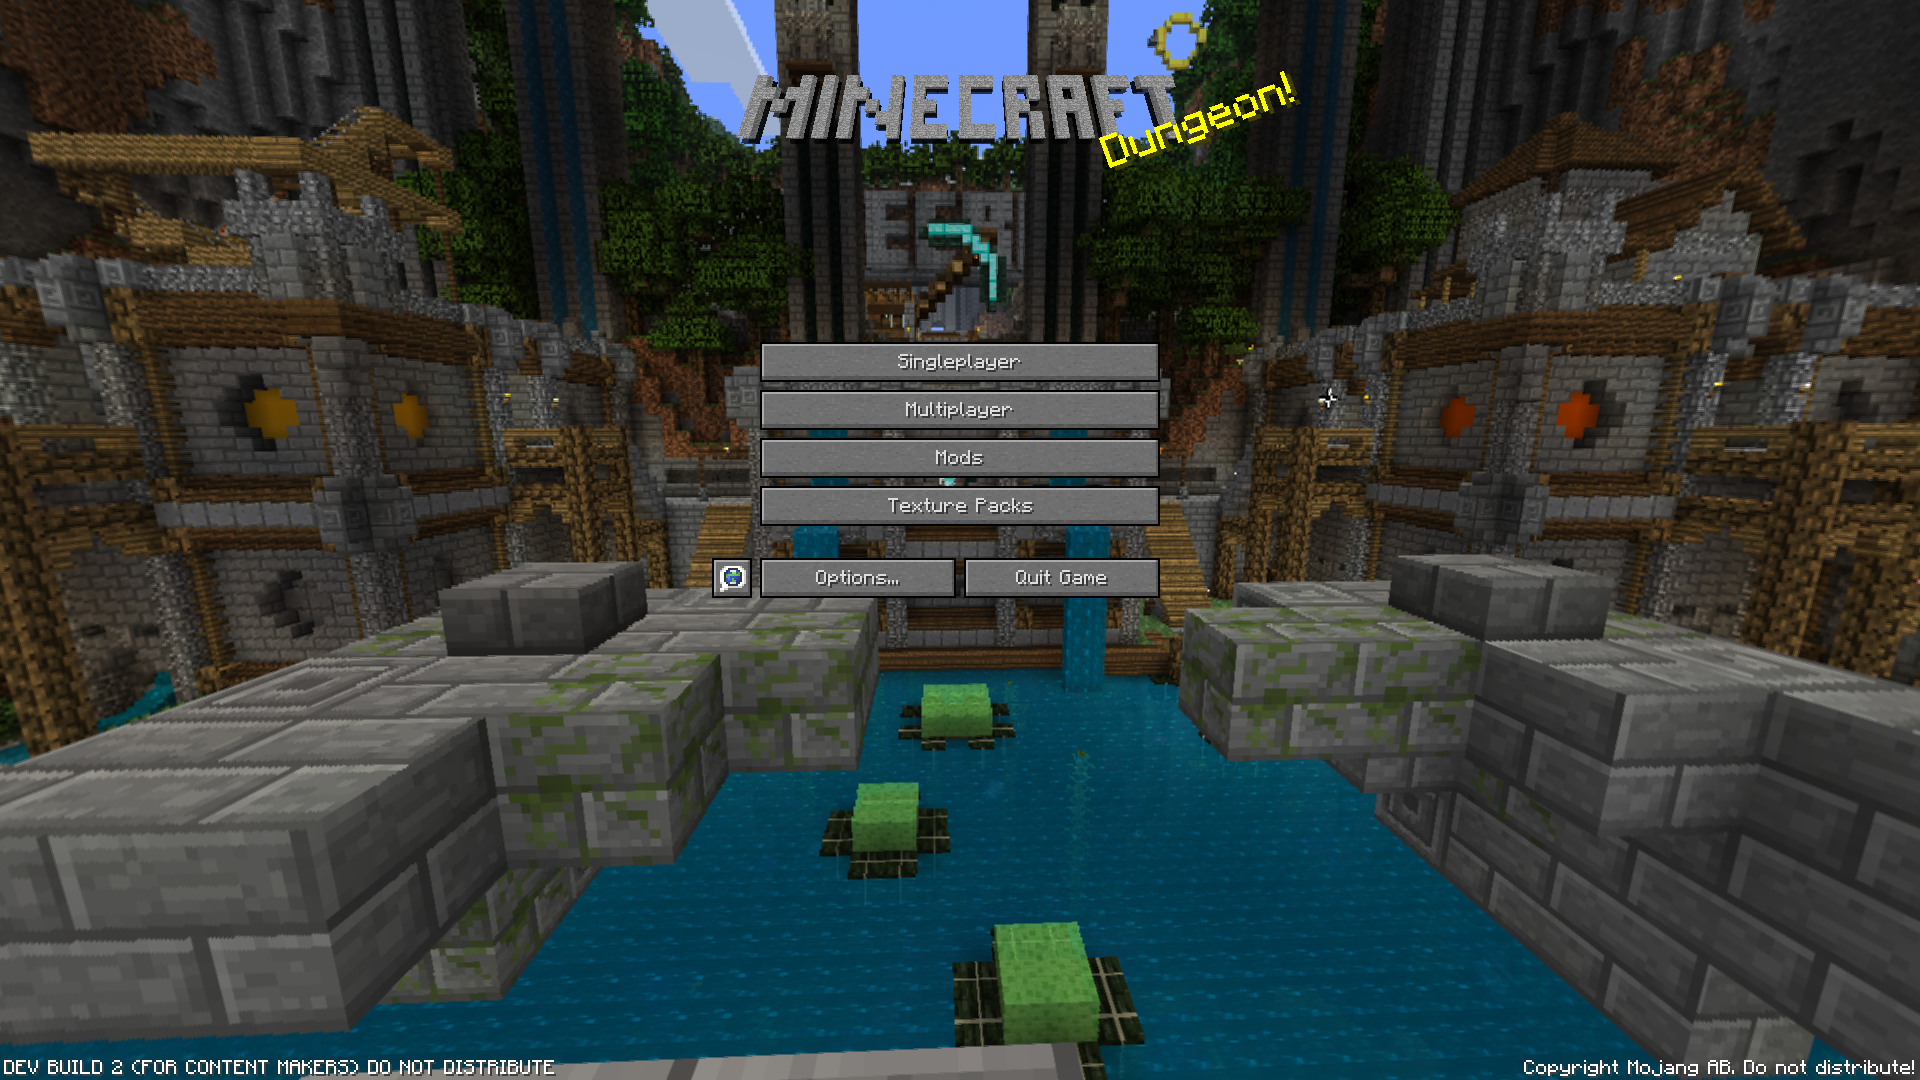 MINECRAFT
Dungeon!
Singleplayer
Multiplayer
Mods
Texture Packs
Options...
Quit Game
DEV BUILD 2 (FOR CONTENT MAKERS) DO NOT DISTRIBUTE
Copyright Mojang AB. Do not distribute!